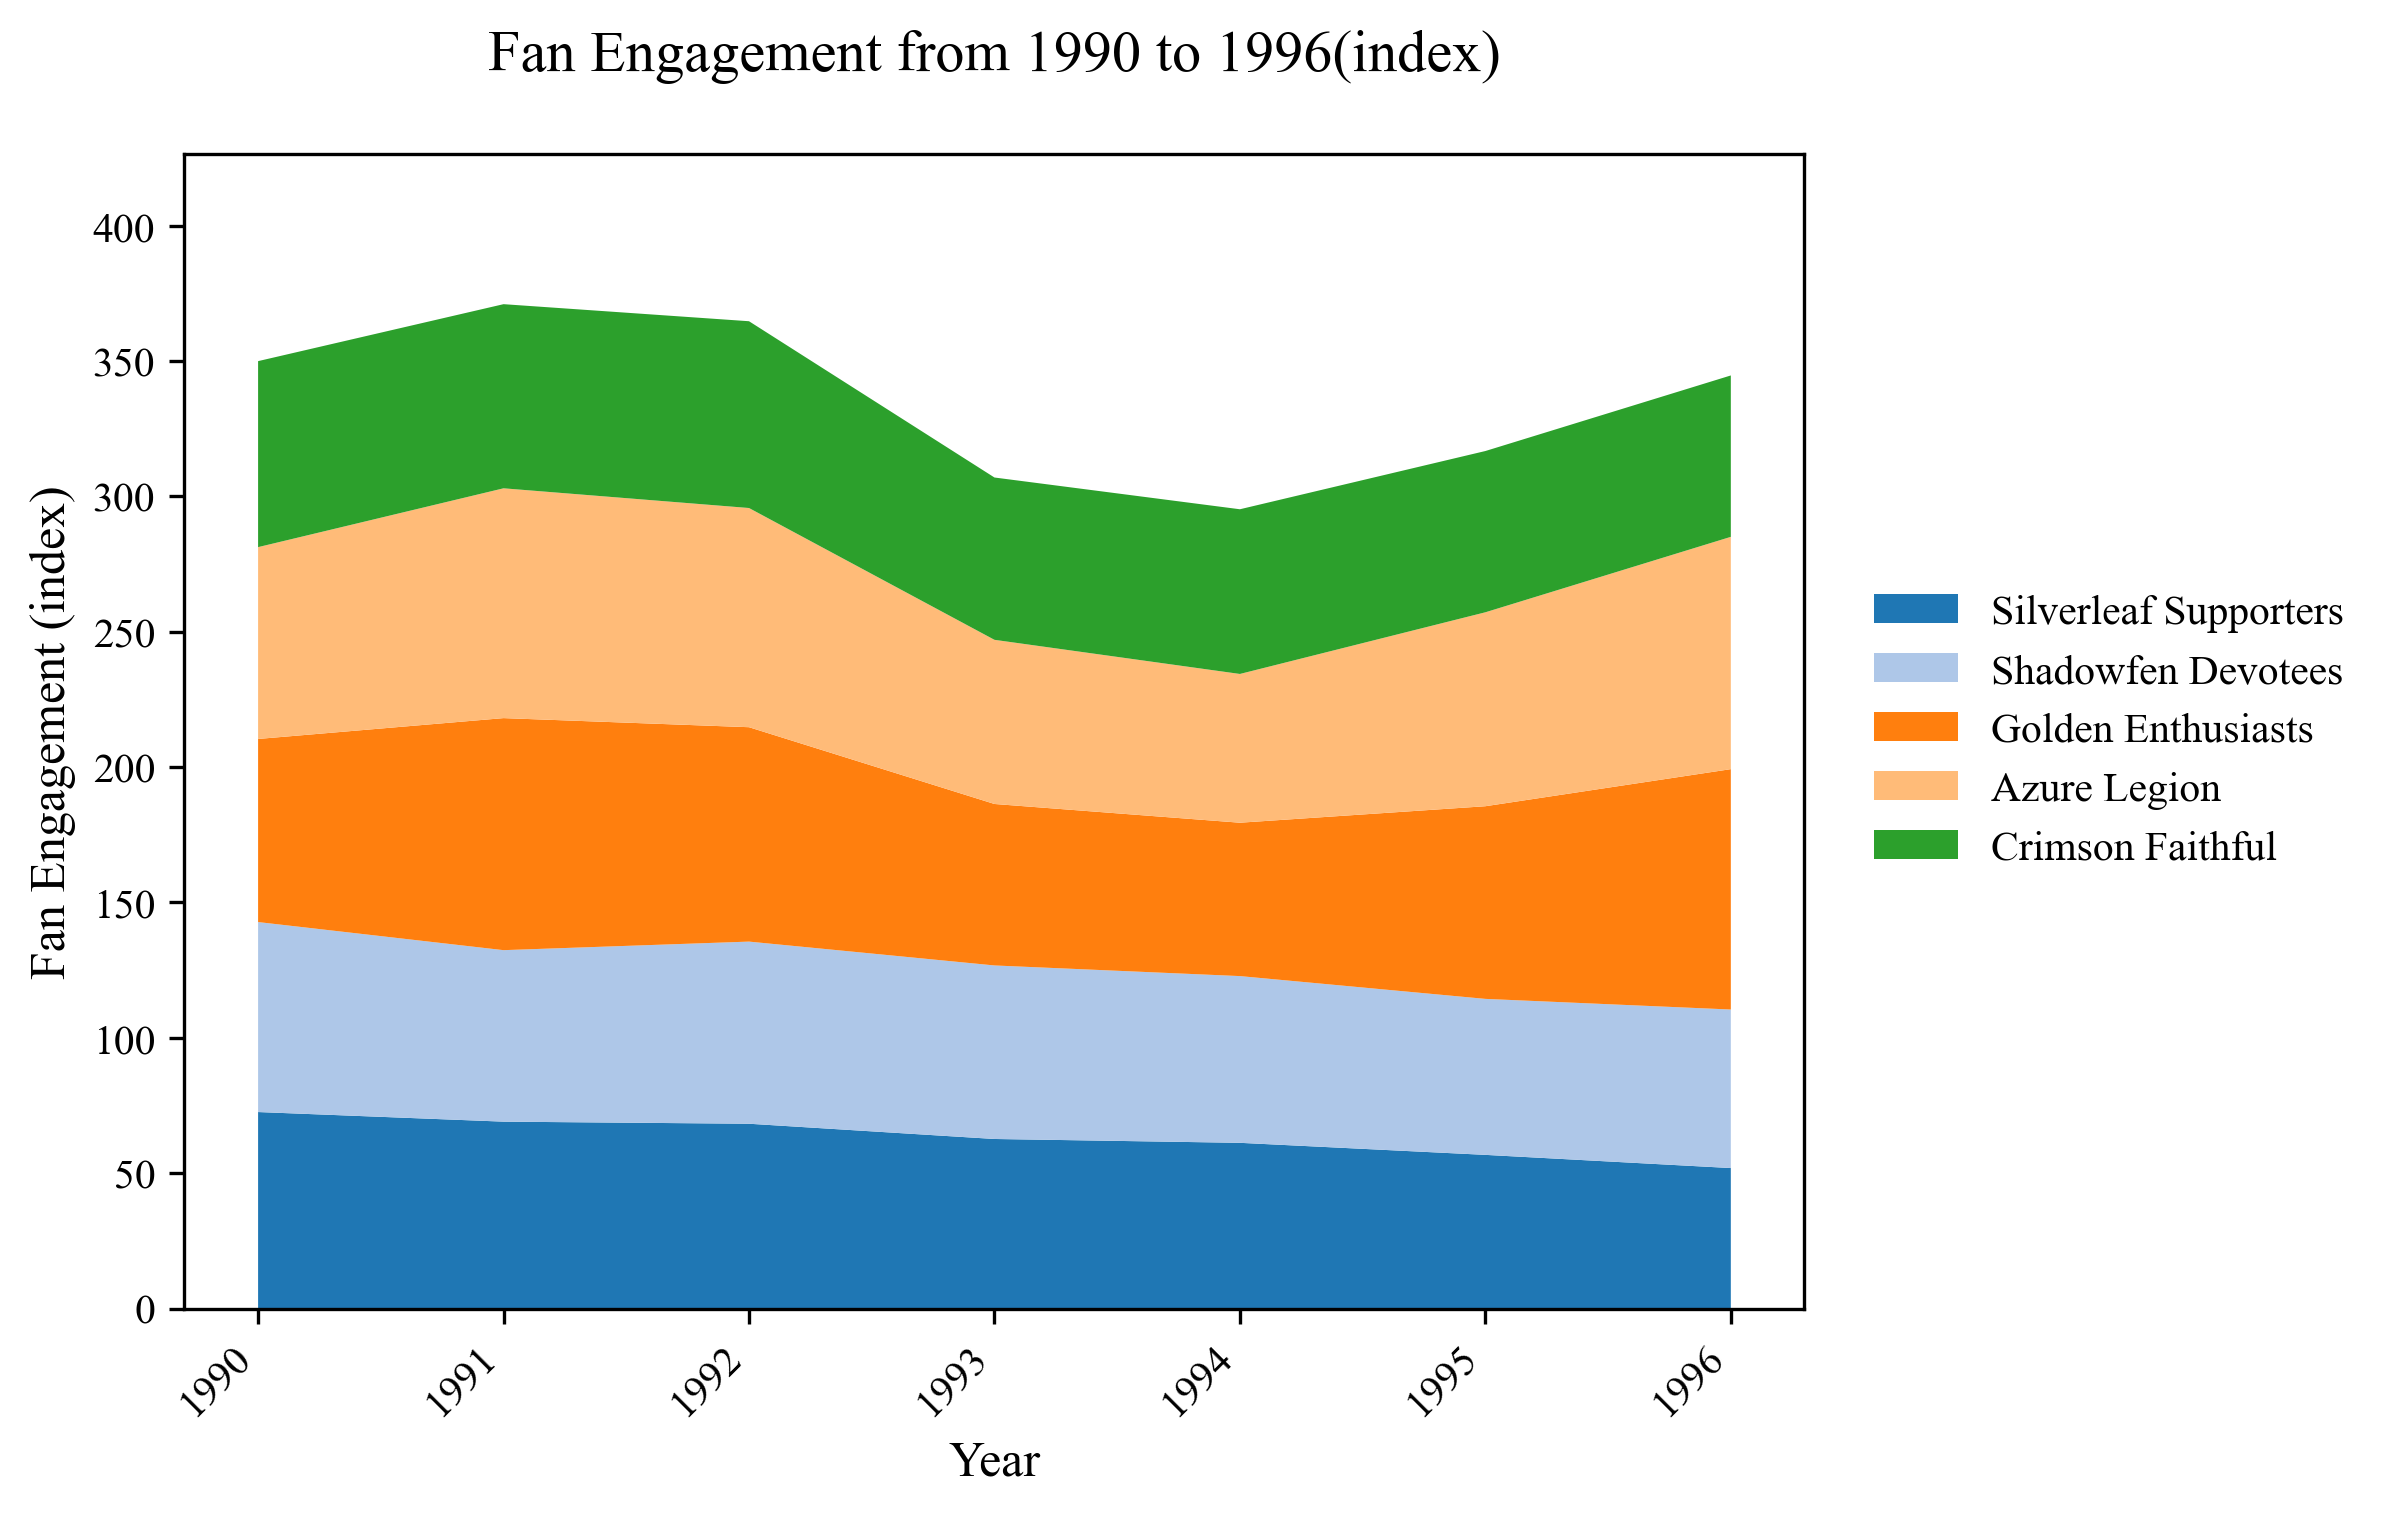 Fan Engagement from 1990 to 1996(index)
Fan Engagement (index)
400
350
300
250
200
150
100
50
0
1990
1991
1992
1993
1994
1995
1996
Year
Silverleaf Supporters
Shadowfen Devotees
Golden Enthusiasts
Azure Legion
Crimson Faithful